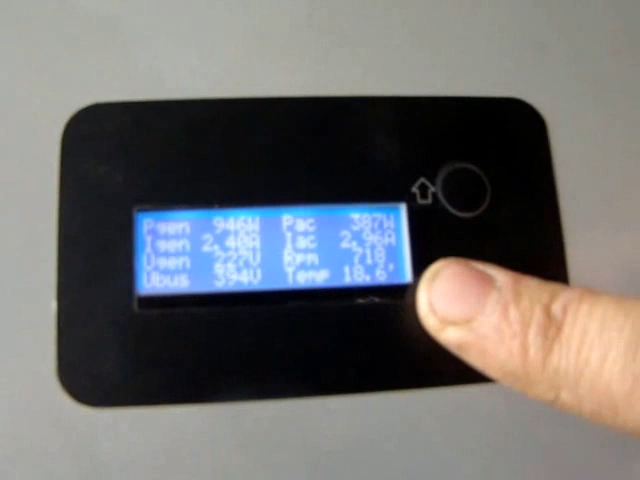 Pgen 946W Pac 387W
Igen 2,40A Iac 2,96A
Ugen 227V Rpm 718,
Ubus 394V Temp 18,6°